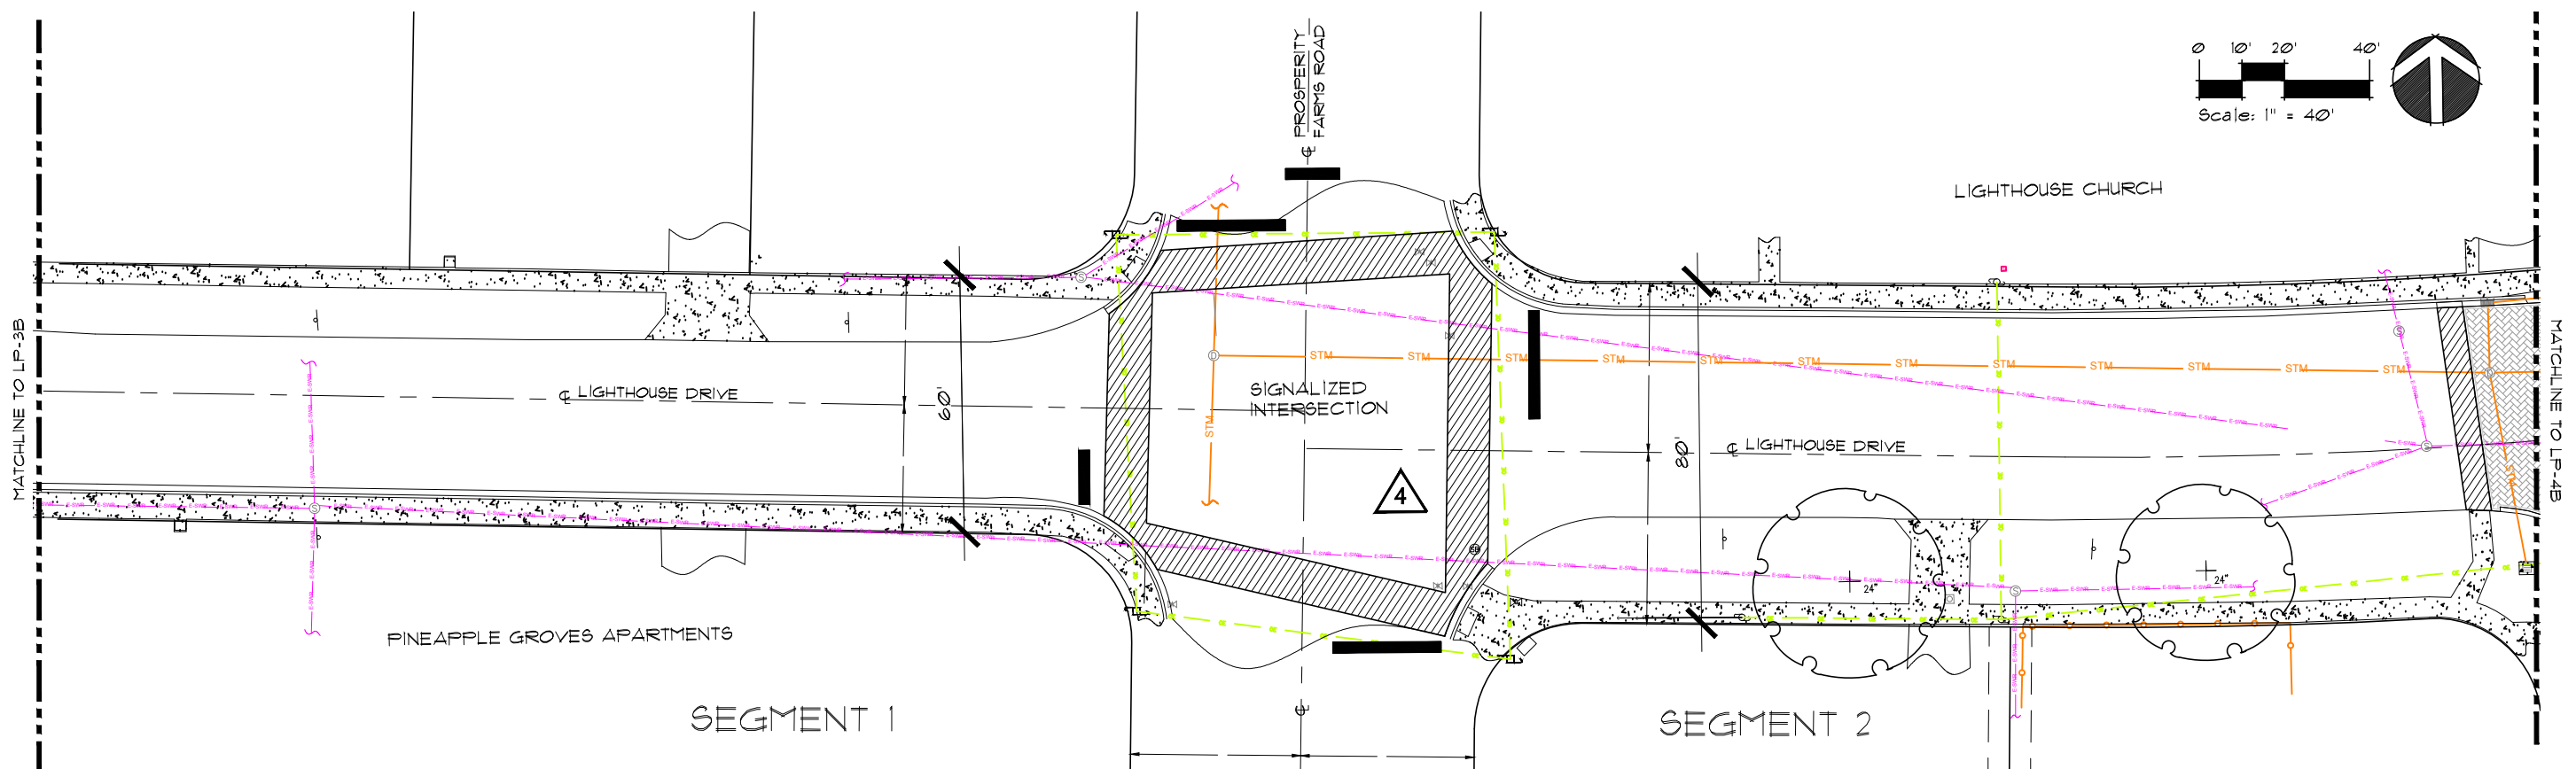 PROSPERITY
FARMS ROAD
0 10' 20' 40'
Scale: 1" = 40'
LIGHTHOUSE CHURCH
MATCHLINE TO LP-3B
MATCHLINE TO LP-4B
℄ LIGHTHOUSE DRIVE
60'
SIGNALIZED
INTERSECTION
STM STM STM STM STM STM STM STM STM STM STM STM
STM
STM
80'
℄ LIGHTHOUSE DRIVE
4
24"
24"
PINEAPPLE GROVES APARTMENTS
SEGMENT 1
SEGMENT 2
E-SWR
S
D